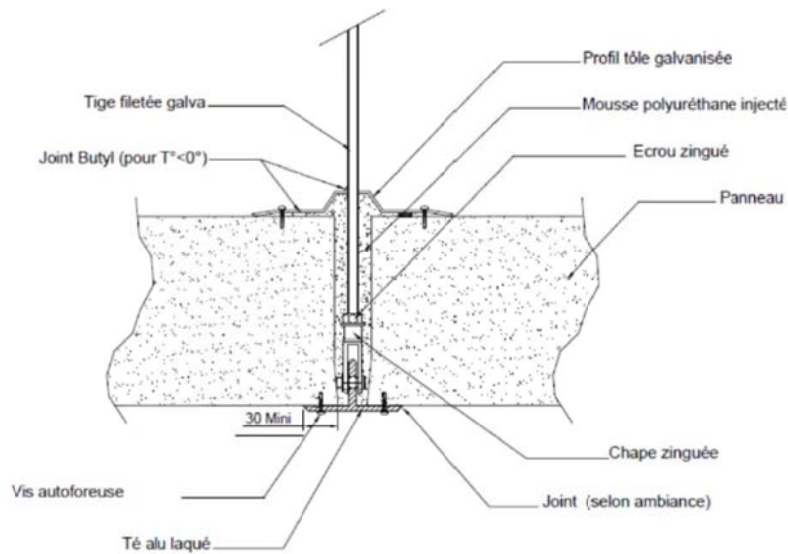 Profil tôle galvanisée
Tige filetée galva
Mousse polyuréthane injecté
Joint Butyl (pour T°<0°)
Ecrou zingué
Panneau
30 Mini
Chape zinguée
Vis autoforeuse
Joint (selon ambiance)
Té alu laqué